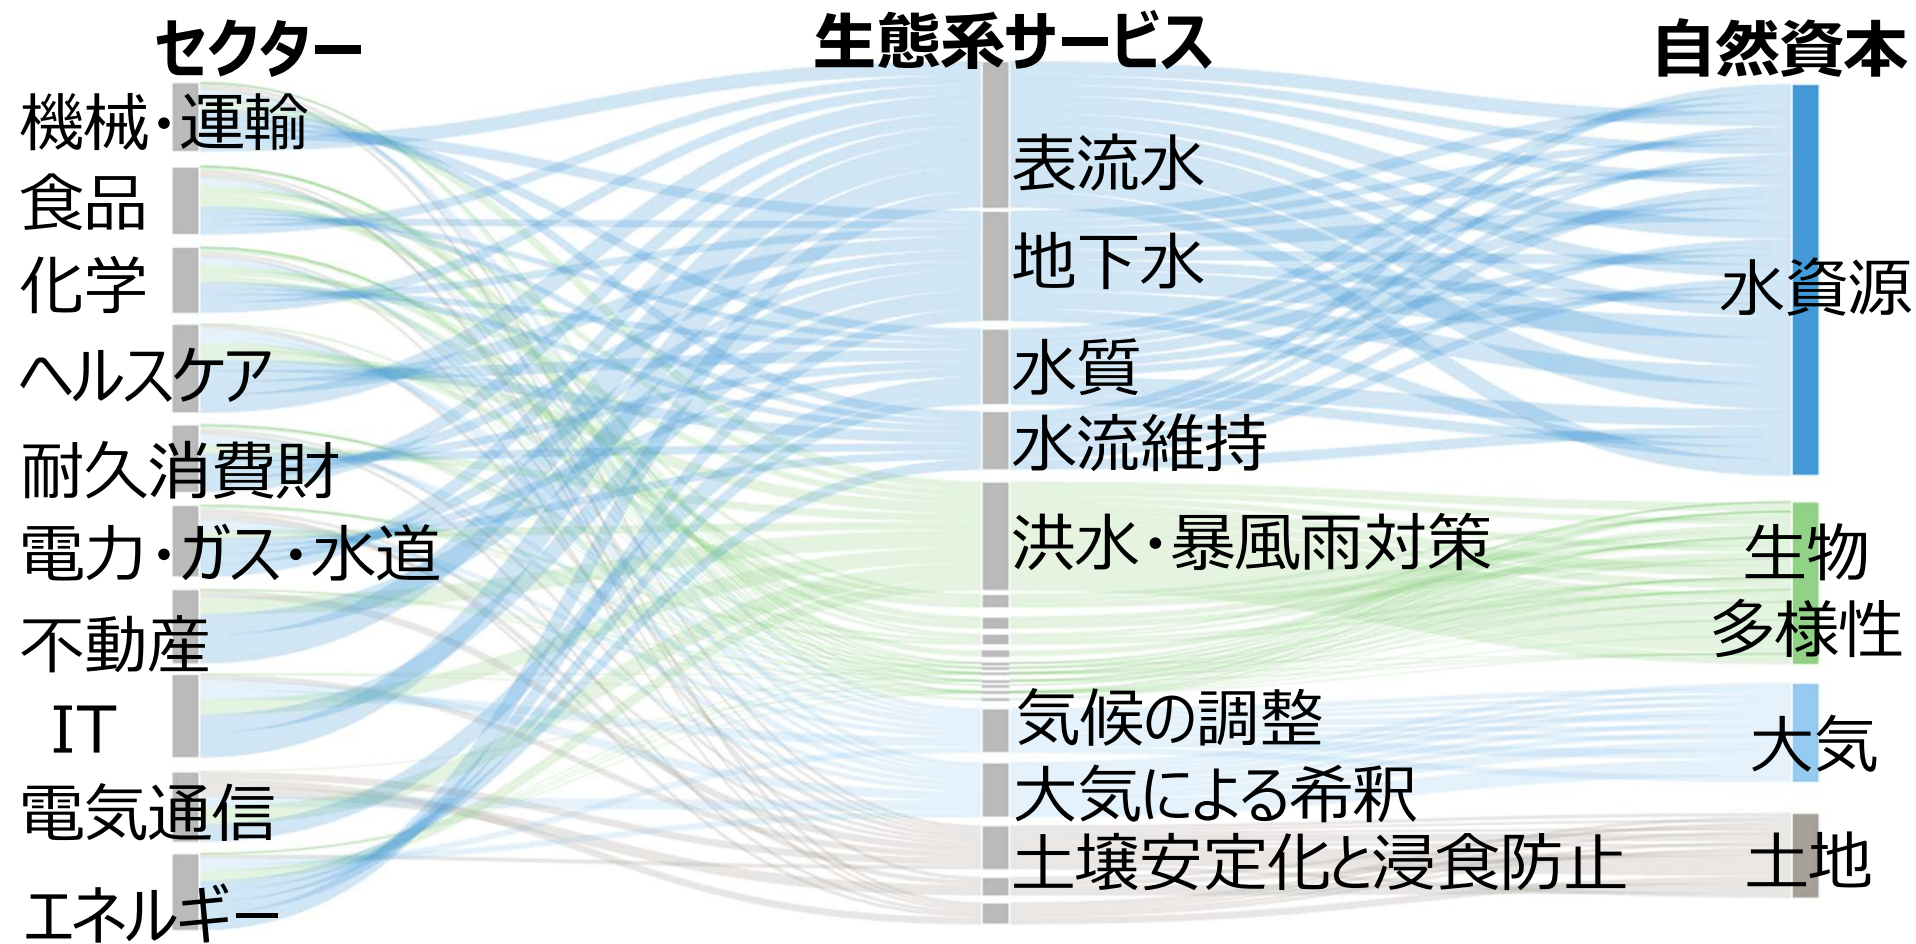 セクター
生態系サービス
自然資本
機械・運輸
食品
化学
ヘルスケア
耐久消費財
電力・ガス・水道
不動産
IT
電気通信
エネルギー
表流水
地下水
水質
水流維持
洪水・暴風雨対策
気候の調整
大気による希釈
土壌安定化と浸食防止
水資源
生物
多様性
大気
土地